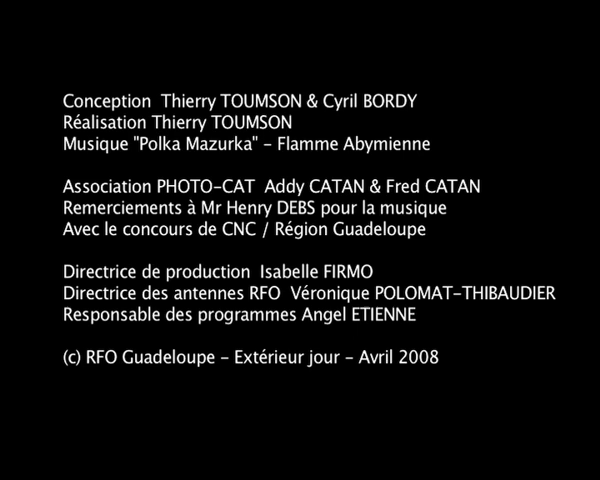 Conception  Thierry TOUMSON & Cyril BORDY
Réalisation Thierry TOUMSON
Musique "Polka Mazurka" - Flamme Abymienne
Association PHOTO-CAT  Addy CATAN & Fred CATAN
Remerciements à Mr Henry DEBS pour la musique
Avec le concours de CNC / Région Guadeloupe
Directrice de production  Isabelle FIRMO
Directrice des antennes RFO  Véronique POLOMAT-THIBAUDIER
Responsable des programmes Angel ETIENNE
(c) RFO Guadeloupe - Extérieur jour - Avril 2008